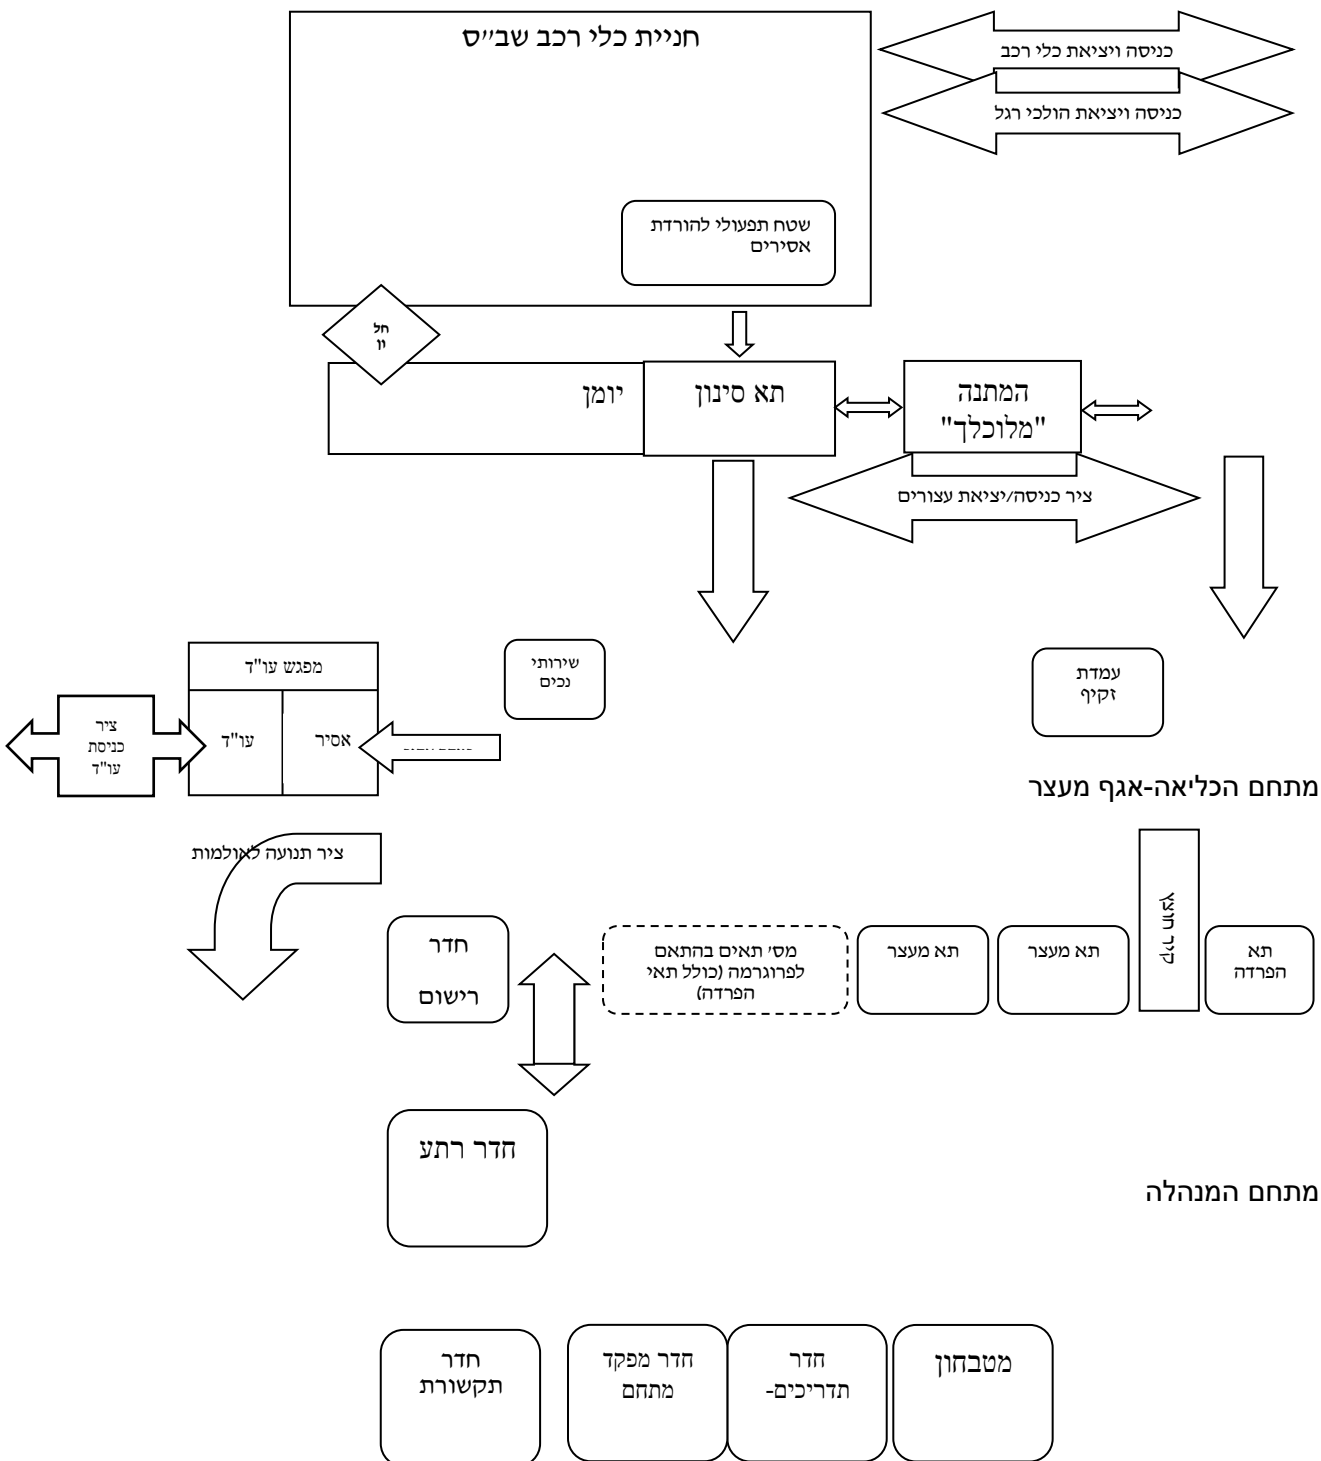 חניית כלי רכב שב״ס
כניסה ויציאת כלי רכב
כניסה ויציאת הולכי רגל
שטח תפעולי להורדת
אסירים
חל
ון
יומן
תא סינון
המתנה
"מלוכלך"
ציר כניסה/יציאת עצורים
מפגש עו"ד
אסיר
עו"ד
ציר
כניסת
עו"ד
שירותי
נכים
עמדת
זקיף
מתחם הכליאה-אגף מעצר
ציר תנועה לאולמות
חדר
רישום
מס׳ תאים בהתאם
לפרוגרמה (כולל תאי
הפרדה)
תא מעצר
תא מעצר
קיר חוצץ
תא
הפרדה
חדר רתע
מתחם המנהלה
חדר
תקשורת
חדר מפקד
מתחם
חדר
תדריכים-
מטבחון